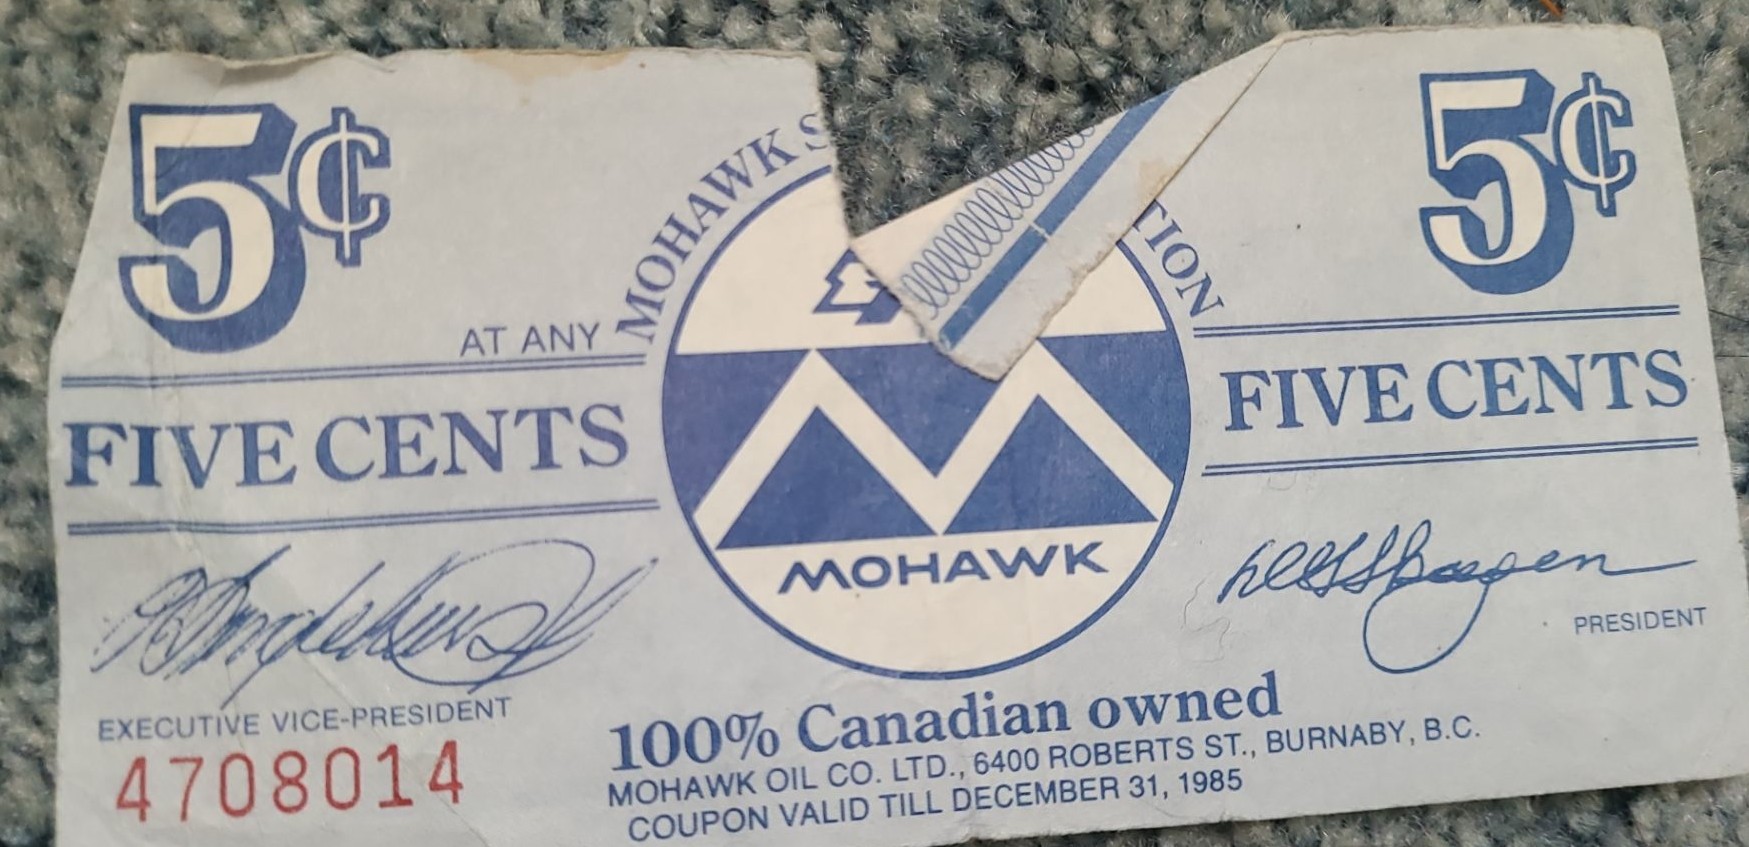 5¢
5¢
MOHAWK S
TION
AT ANY
FIVE CENTS
FIVE CENTS
MOHAWK
PRESIDENT
EXECUTIVE VICE-PRESIDENT
4708014
100% Canadian owned
MOHAWK OIL CO. LTD., 6400 ROBERTS ST., BURNABY, B.C.
COUPON VALID TILL DECEMBER 31, 1985